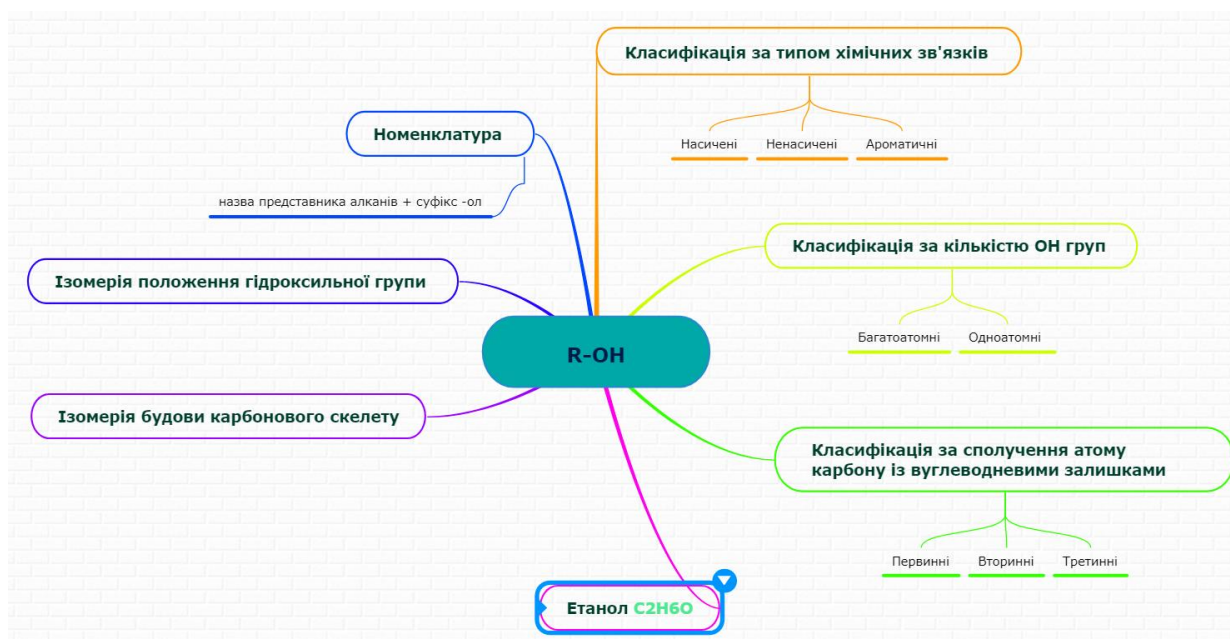 Класифікація за типом хімічних зв'язків
Насичені
Ненасичені
Ароматичні
Номенклатура
назва представника алканів + суфікс -ол
Класифікація за кількістю ОН груп
Багатоатомні
Одноатомні
Ізомерія положення гідроксильної групи
R-OH
Ізомерія будови карбонового скелету
Класифікація за сполучення атому
карбону із вуглеводневими залишками
Первинні
Вторинні
Третинні
Етанол C2H6O